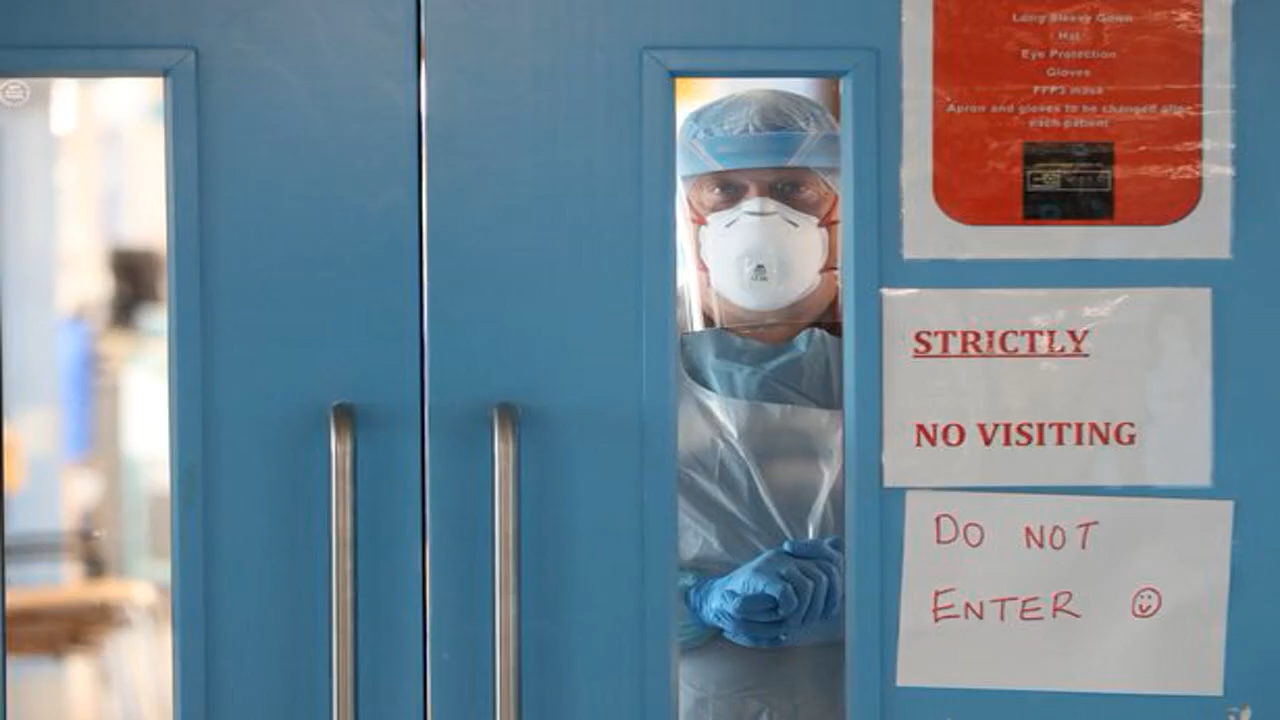 Long Sleevy Gown
Hat
Eye Protection
Gloves
FFP3 mask
Apron and gloves to be changed after
each patient
STRICTLY
NO VISITING
DO NOT
ENTER ☺